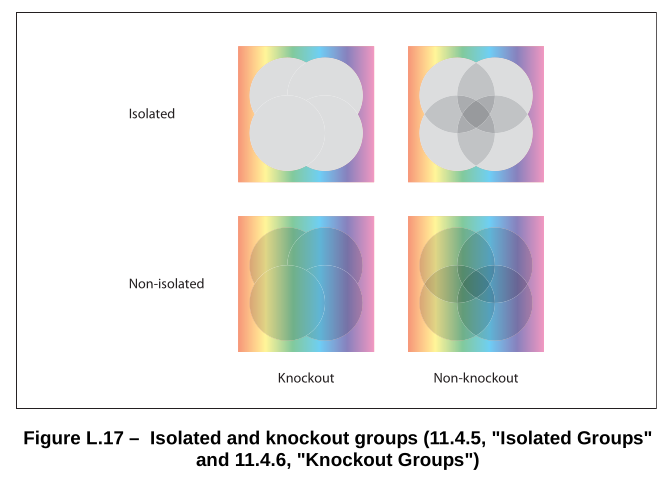 Isolated
Non-isolated
Knockout
Non-knockout
Figure L.17 – Isolated and knockout groups (11.4.5, "Isolated Groups"
and 11.4.6, "Knockout Groups")